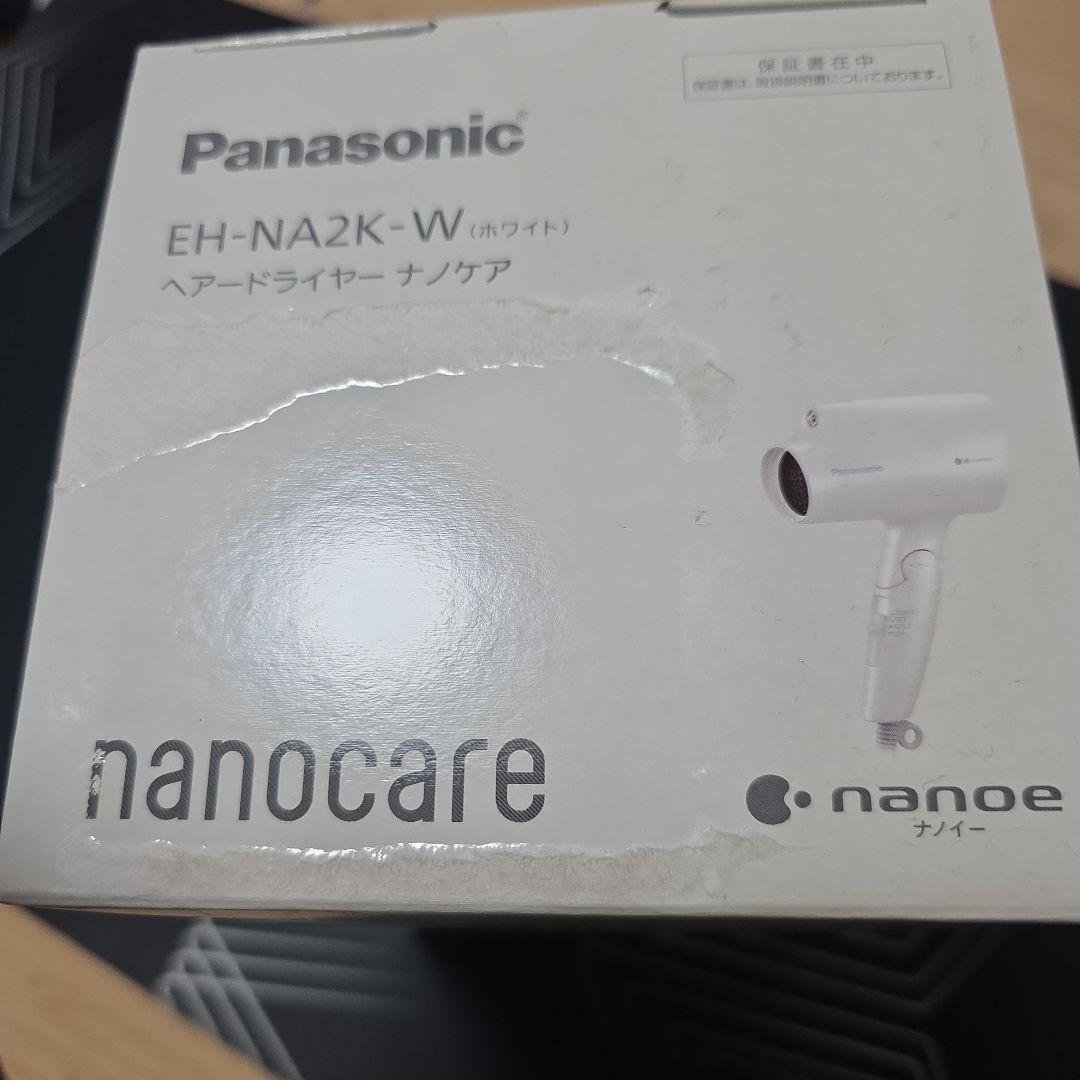 保証書在中
保証書は、取扱説明書についております。
Panasonic®
EH-NA2K-W（ホワイト）
ヘアードライヤー ナノケア
Panasonic
nanocare
nanoe
ナノイー